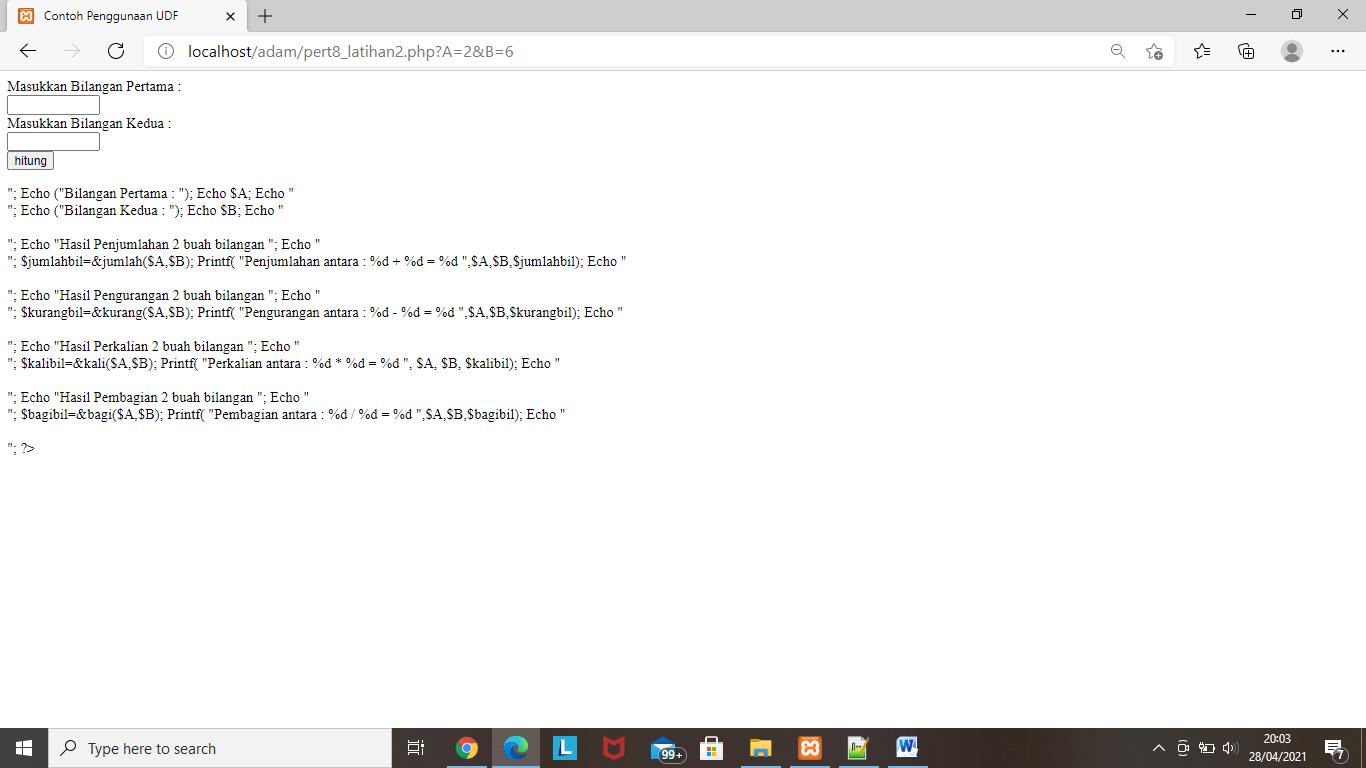 Contoh Penggunaan UDF
localhost/adam/pert8_latihan2.php?A=2&B=6
Masukkan Bilangan Pertama :
Masukkan Bilangan Kedua :
hitung
"; Echo ("Bilangan Pertama : "); Echo $A; Echo "
"; Echo ("Bilangan Kedua : "); Echo $B; Echo "
"; Echo "Hasil Penjumlahan 2 buah bilangan "; Echo "
"; $jumlahbil=&jumlah($A,$B); Printf( "Penjumlahan antara : %d + %d = %d ",$A,$B,$jumlahbil); Echo "
"; Echo "Hasil Pengurangan 2 buah bilangan "; Echo "
"; $kurangbil=&kurang($A,$B); Printf( "Pengurangan antara : %d - %d = %d ",$A,$B,$kurangbil); Echo "
"; Echo "Hasil Perkalian 2 buah bilangan "; Echo "
"; $kalibil=&kali($A,$B); Printf( "Perkalian antara : %d * %d = %d ", $A, $B, $kalibil); Echo "
"; Echo "Hasil Pembagian 2 buah bilangan "; Echo "
"; $bagibil=&bagi($A,$B); Printf( "Pembagian antara : %d / %d = %d ",$A,$B,$bagibil); Echo "
"; ?>
Type here to search
L
99+
W
20:03
28/04/2021
7